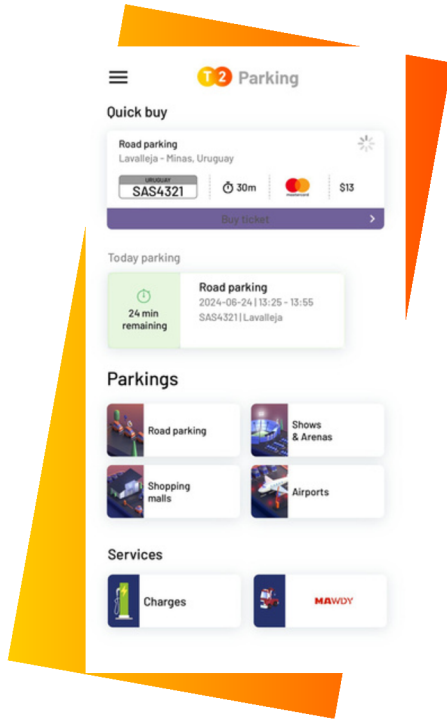 T2 Parking
Quick buy
Road parking
Lavalleja - Minas, Uruguay
URUGUAY
SAS4321 30m mastercard $13
Buy ticket
Today parking
Road parking
2024-06-24 | 13:25 - 13:55
SAS4321 | Lavalleja
24 min
remaining
Parkings
Road parking
Shows
& Arenas
Shopping
malls
Airports
Services
Charges
MAWDY